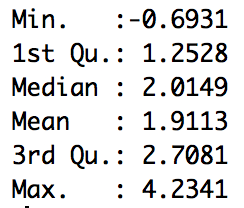 Min.   :-0.6931
1st Qu.: 1.2528
Median : 2.0149
Mean   : 1.9113
3rd Qu.: 2.7081
Max.   : 4.2341